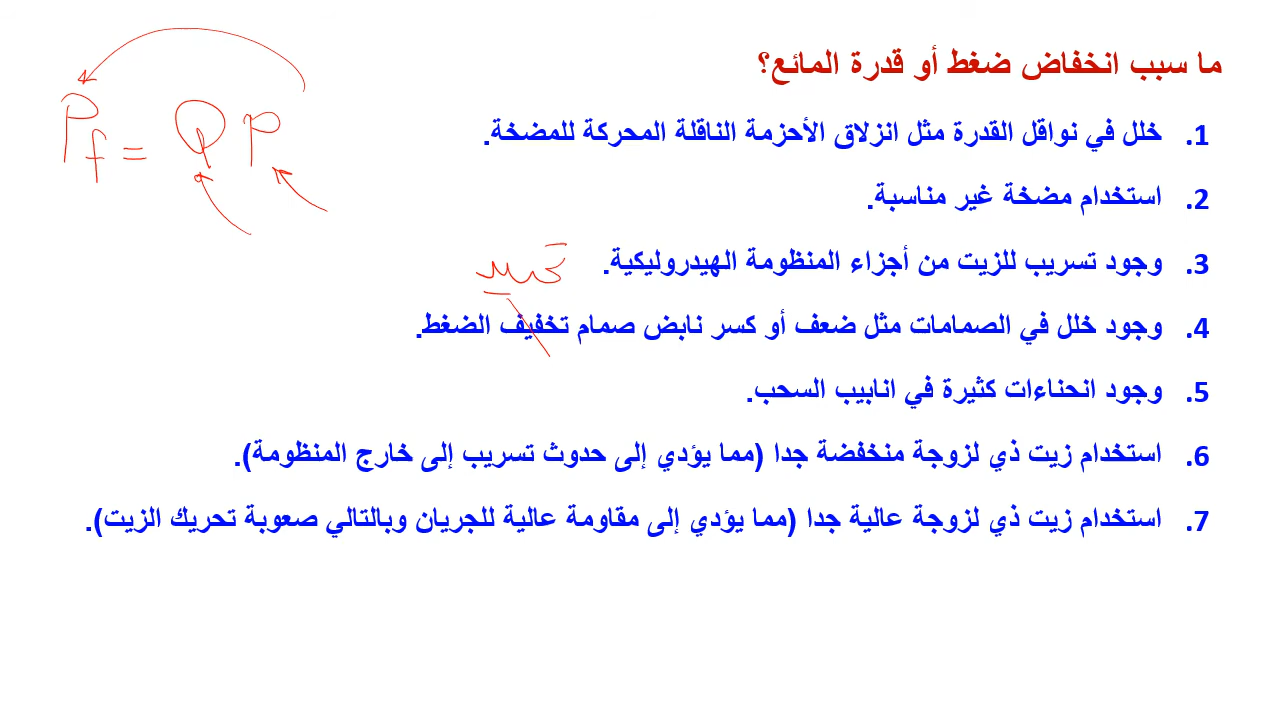 ما سبب انخفاض ضغط أو قدرة المائع؟
P_f = Q P
1. خلل في نواقل القدرة مثل انزلاق الأحزمة الناقلة المحركة للمضخة.
2. استخدام مضخة غير مناسبة.
3. وجود تسريب للزيت من أجزاء المنظومة الهيدروليكية.
4. وجود خلل في الصمامات مثل ضعف أو كسر نابض صمام تخفيف الضغط.
5. وجود انحناءات كثيرة في انابيب السحب.
6. استخدام زيت ذي لزوجة منخفضة جدا (مما يؤدي إلى حدوث تسريب إلى خارج المنظومة).
7. استخدام زيت ذي لزوجة عالية جدا (مما يؤدي إلى مقاومة عالية للجريان وبالتالي صعوبة تحريك الزيت).